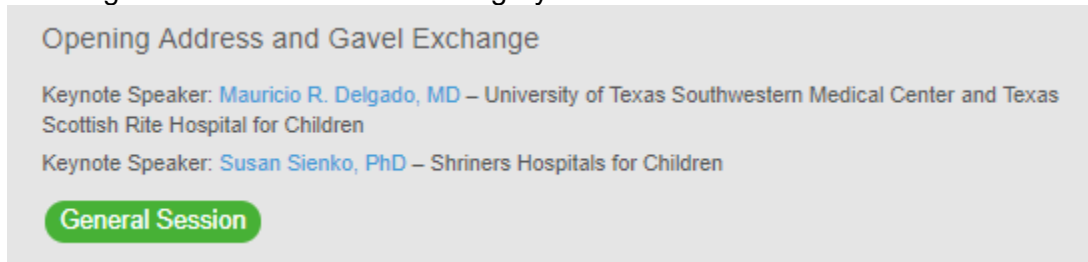 Opening Address and Gavel Exchange
Keynote Speaker: Mauricio R. Delgado, MD – University of Texas Southwestern Medical Center and Texas
Scottish Rite Hospital for Children
Keynote Speaker: Susan Sienko, PhD – Shriners Hospitals for Children
General Session